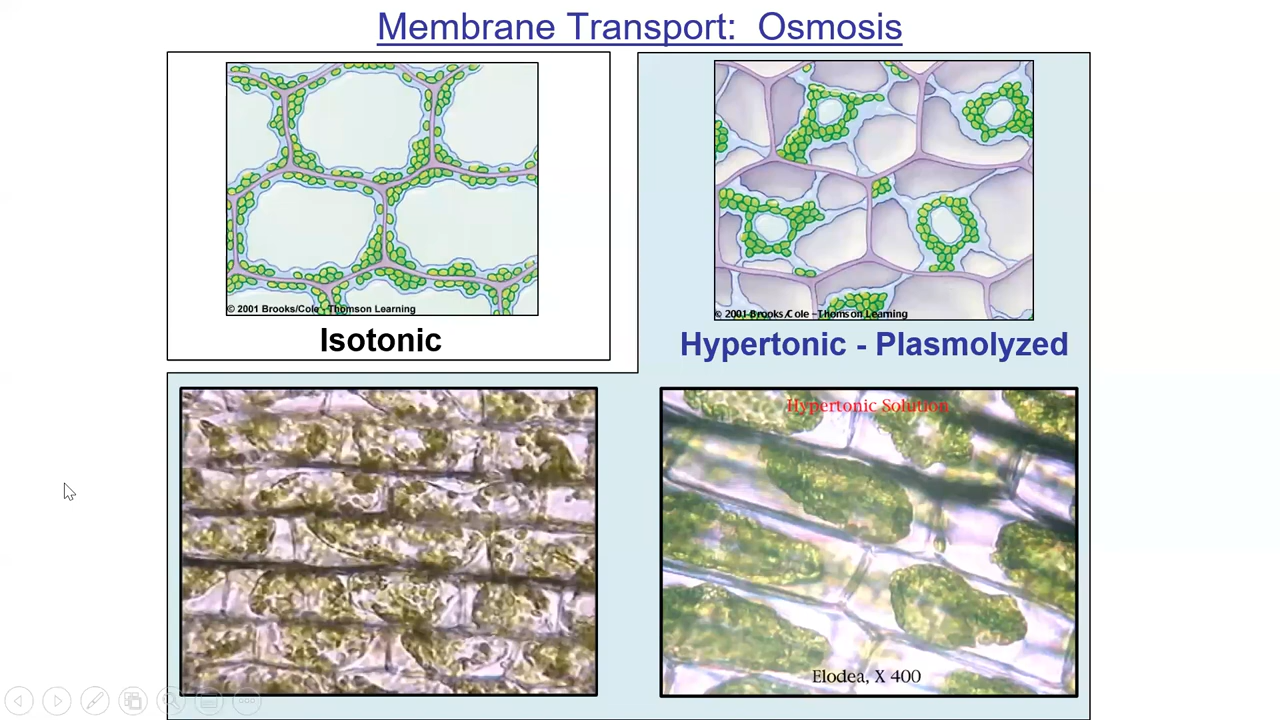 Membrane Transport:  Osmosis
© 2001 Brooks/Cole - Thomson Learning
Isotonic
© 2001 Brooks/Cole - Thomson Learning
Hypertonic - Plasmolyzed
Hypertonic Solution
Elodea, X 400